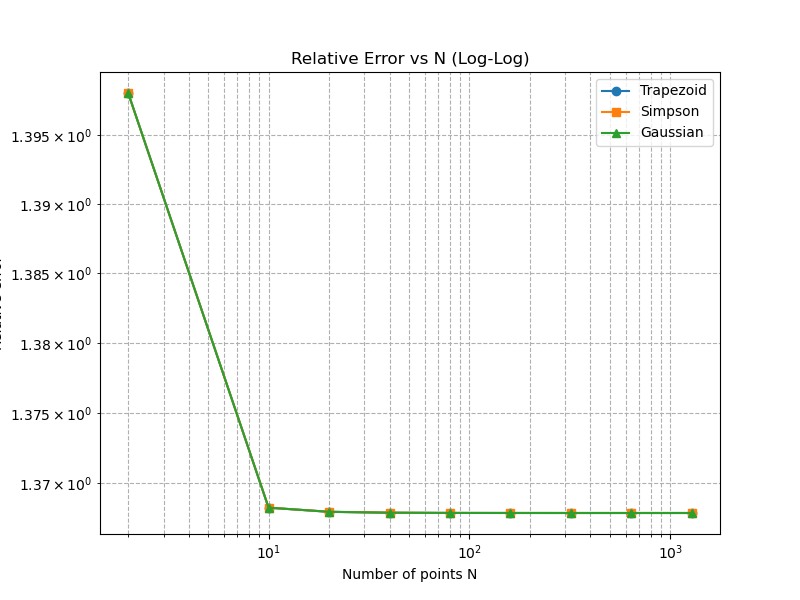 Relative Error vs N (Log-Log)
Trapezoid
Simpson
Gaussian
1.395 × 10⁰
1.39 × 10⁰
1.385 × 10⁰
1.38 × 10⁰
1.375 × 10⁰
1.37 × 10⁰
10¹ 10² 10³
Number of points N